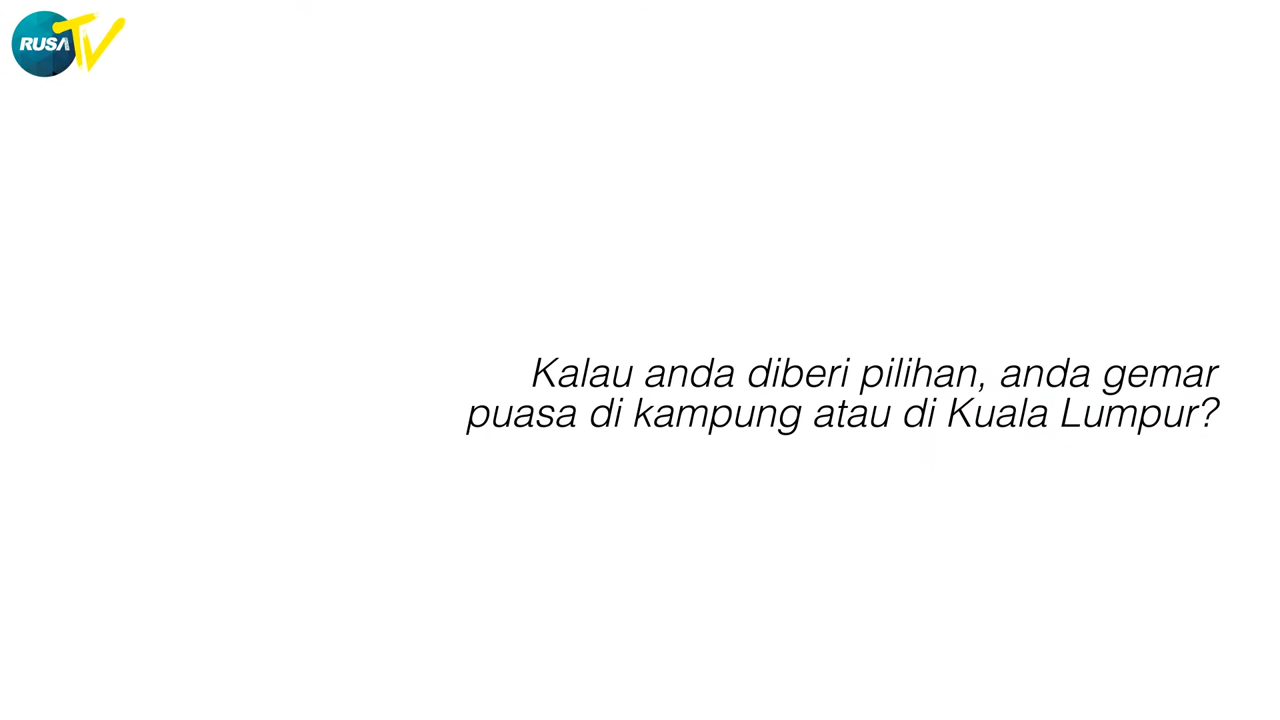 RUSA TV
Kalau anda diberi pilihan, anda gemar
puasa di kampung atau di Kuala Lumpur?